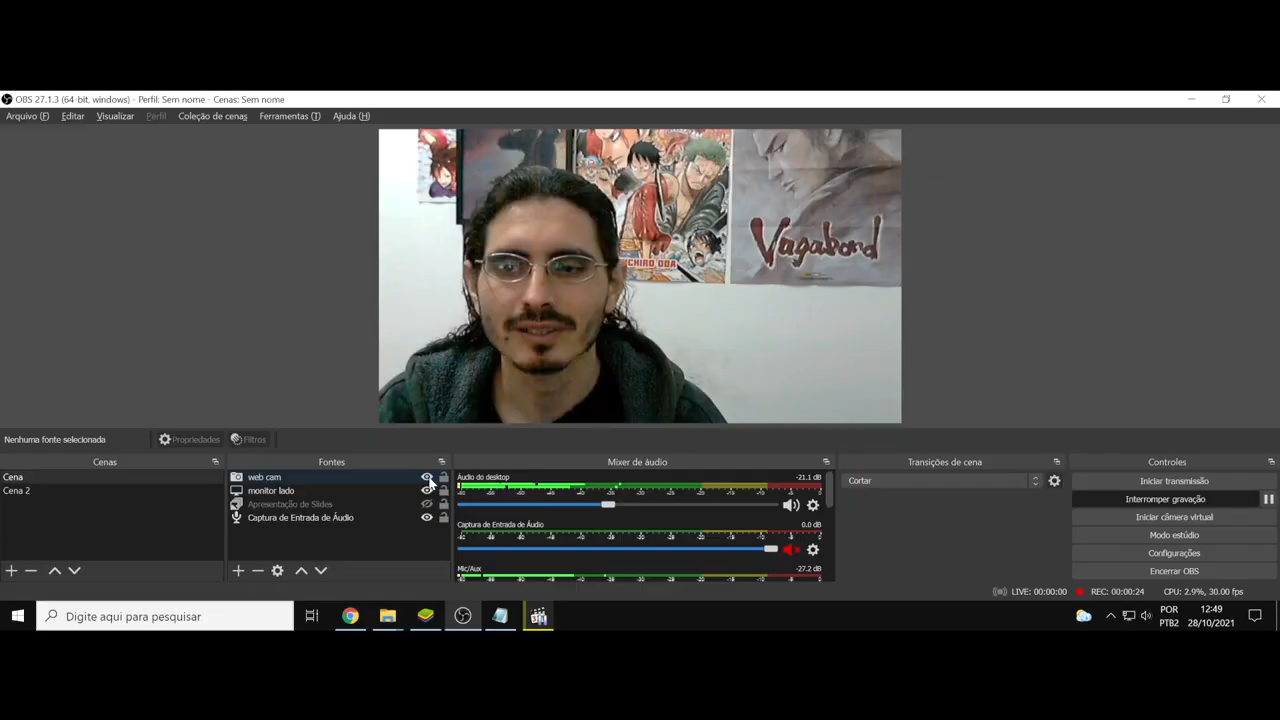 OBS 27.1.3 (64-bit, windows) - Perfil: Sem nome - Cenas: Sem nome
Arquivo (F) Editar Visualizar Perfil Coleção de cenas Ferramentas (T) Ajuda (H)
ODA
Vagabond
Nenhuma fonte selecionada Propriedades Filtros
Cenas Fontes Mixer de áudio Transições de cena Controles
Cena
Cena 2
web cam
monitor lado
Apresentação de Slides
Captura de Entrada de Áudio
Áudio do desktop -21.1 dB
Captura de Entrada de Áudio 0.0 dB
Mic/Aux -27.2 dB
Cortar
Iniciar transmissão
Interromper gravação
Iniciar câmera virtual
Modo estúdio
Configurações
Encerrar OBS
LIVE: 00:00:00 REC: 00:00:24 CPU: 2.9%, 30.00 fps
Digite aqui para pesquisar
POR
PTB2
12:49
28/10/2021